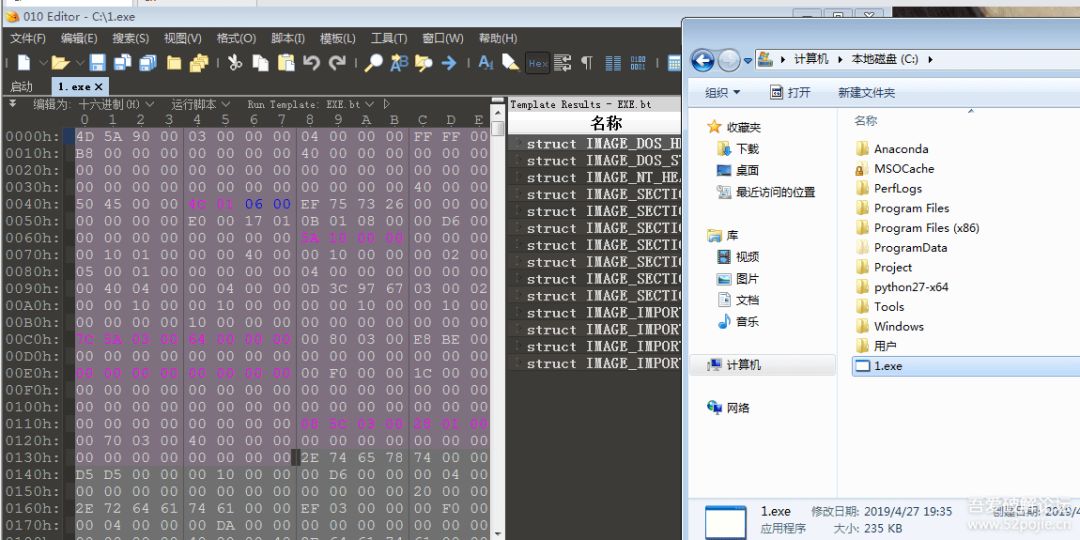 010 Editor - C:\1.exe
文件(F) 编辑(E) 搜索(S) 视图(V) 格式(O) 脚本(I) 模板(L) 工具(T) 窗口(W) 帮助(H)
Hex
启动 1. exe
编辑为: 十六进制(H) 运行脚本 Run Template: EXE.bt
0 1 2 3 4 5 6 7 8 9 A B C D E
0000h: 4D 5A 90 00 03 00 00 00 04 00 00 00 FF FF 00
0010h: B8 00 00 00 00 00 00 00 40 00 00 00 00 00 00
0020h: 00 00 00 00 00 00 00 00 00 00 00 00 00 00 00
0030h: 00 00 00 00 00 00 00 00 00 00 00 00 40 00 00
0040h: 50 45 00 00 4C 01 06 00 EF 75 73 26 00 00 00
0050h: 00 00 00 00 E0 00 17 01 0B 01 08 00 00 D6 00
0060h: 00 00 00 00 00 00 00 00 5A 10 00 00 00 00 00
0070h: 00 10 01 00 00 00 40 00 00 10 00 00 00 02 00
0080h: 05 00 01 00 00 00 00 00 04 00 00 00 00 00 00
0090h: 00 40 04 00 00 04 00 00 0D 3C 97 67 03 00 02
00A0h: 00 00 10 00 00 10 00 00 00 00 10 00 00 10 00
00B0h: 00 00 00 00 10 00 00 00 00 00 00 00 00 00 00
00C0h: 7C 5A 03 00 64 00 00 00 00 80 03 00 E8 BE 00
00D0h: 00 00 00 00 00 00 00 00 00 00 00 00 00 00 00
00E0h: 00 00 00 00 00 00 00 00 00 F0 00 00 1C 00 00
00F0h: 00 00 00 00 00 00 00 00 00 00 00 00 00 00 00
0100h: 00 00 00 00 00 00 00 00 00 00 00 00 00 00 00
0110h: 00 00 00 00 00 00 00 00 08 5C 03 00 28 01 00
0120h: 00 70 03 00 40 00 00 00 00 00 00 00 00 00 00
0130h: 00 00 00 00 00 00 00 00 2E 74 65 78 74 00 00
0140h: D5 D5 00 00 00 10 00 00 00 D6 00 00 00 04 00
0150h: 00 00 00 00 00 00 00 00 00 00 00 00 20 00 00
0160h: 2E 72 64 61 74 61 00 00 EF 03 00 00 00 F0 00
0170h: 00 04 00 00 00 DA 00 00 00 00 00 00 00 00 00
Template Results - EXE.bt
名称
struct IMAGE_DOS_HE
struct IMAGE_DOS_ST
struct IMAGE_NT_HEA
struct IMAGE_SECTIO
struct IMAGE_SECTIO
struct IMAGE_SECTIO
struct IMAGE_SECTIO
struct IMAGE_SECTIO
struct IMAGE_SECTIO
struct IMAGE_IMPOR
struct IMAGE_IMPOR
struct IMAGE_IMPOR
struct IMAGE_IMPOR
struct IMAGE_IMPOR
计算机 本地磁盘 (C:)
组织 打开 新建文件夹
收藏夹
下载
桌面
最近访问的位置
库
视频
图片
文档
音乐
计算机
网络
名称
Anaconda
MSOCache
PerfLogs
Program Files
Program Files (x86)
ProgramData
Project
python27-x64
Tools
Windows
用户
1.exe
1.exe 修改日期: 2019/4/27 19:35 创建日期: 2019/4
应用程序 大小: 235 KB
吾爱破解论坛
www.52pojie.cn